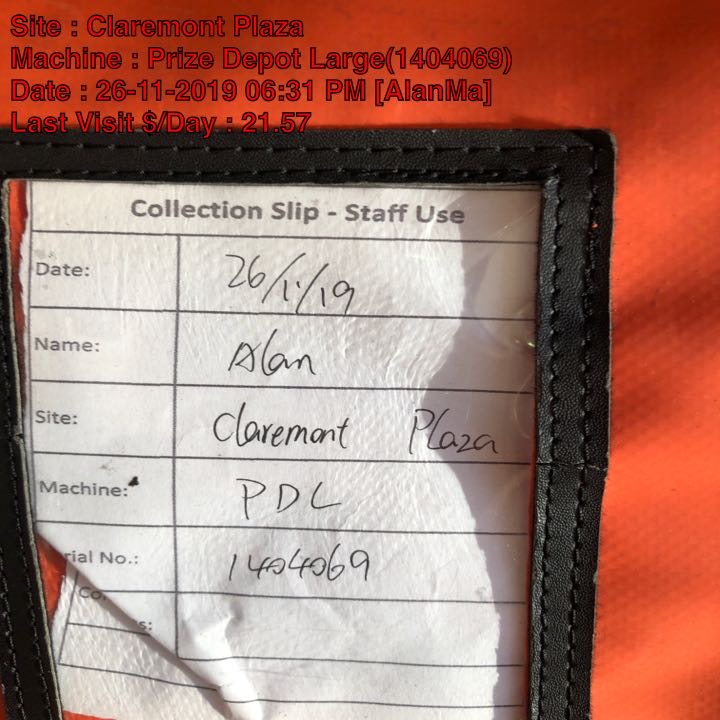 Site : Claremont Plaza
Machine : Prize Depot Large(1404069)
Date : 26-11-2019 06:31 PM [AlanMa]
Last Visit $/Day : 21.57
Collection Slip - Staff Use
Date: 26/11/19
Name: Alan
Site: Claremont Plaza
Machine: PDL
rial No.: 1404069
Co
s: